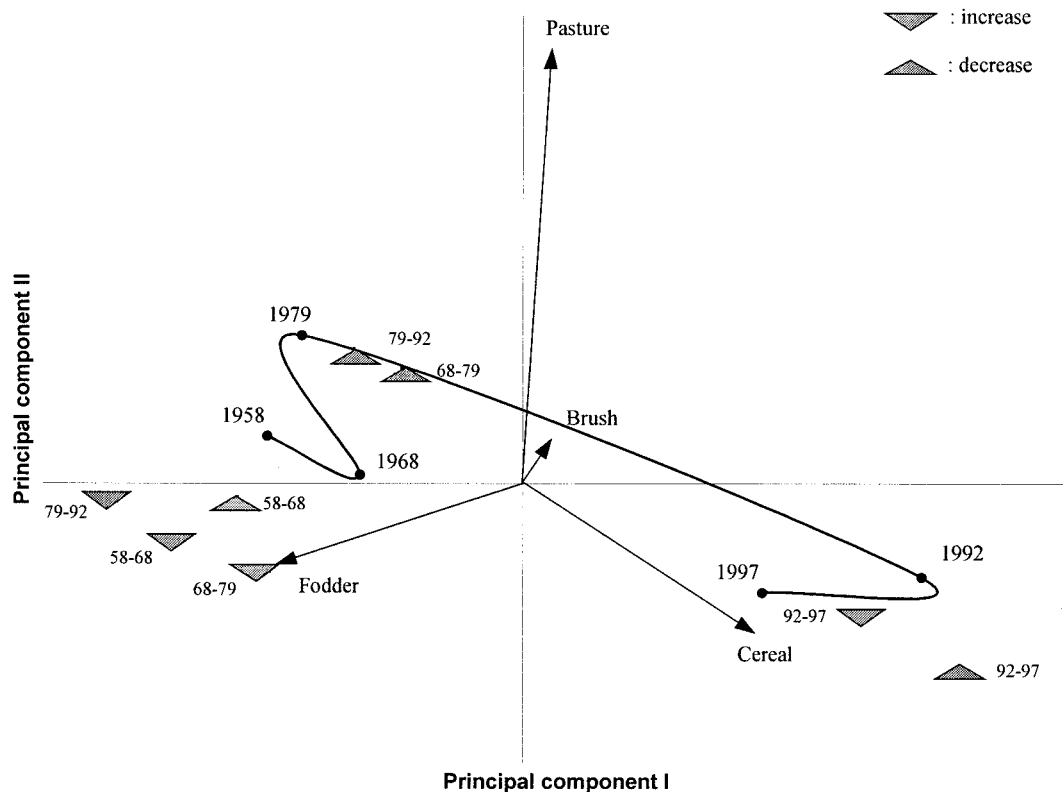 Pasture
: increase
: decrease
Principal component II
1979
79-92
68-79
1958
Brush
1968
79-92
58-68
58-68
68-79
Fodder
1992
1997
92-97
Cereal
92-97
Principal component I